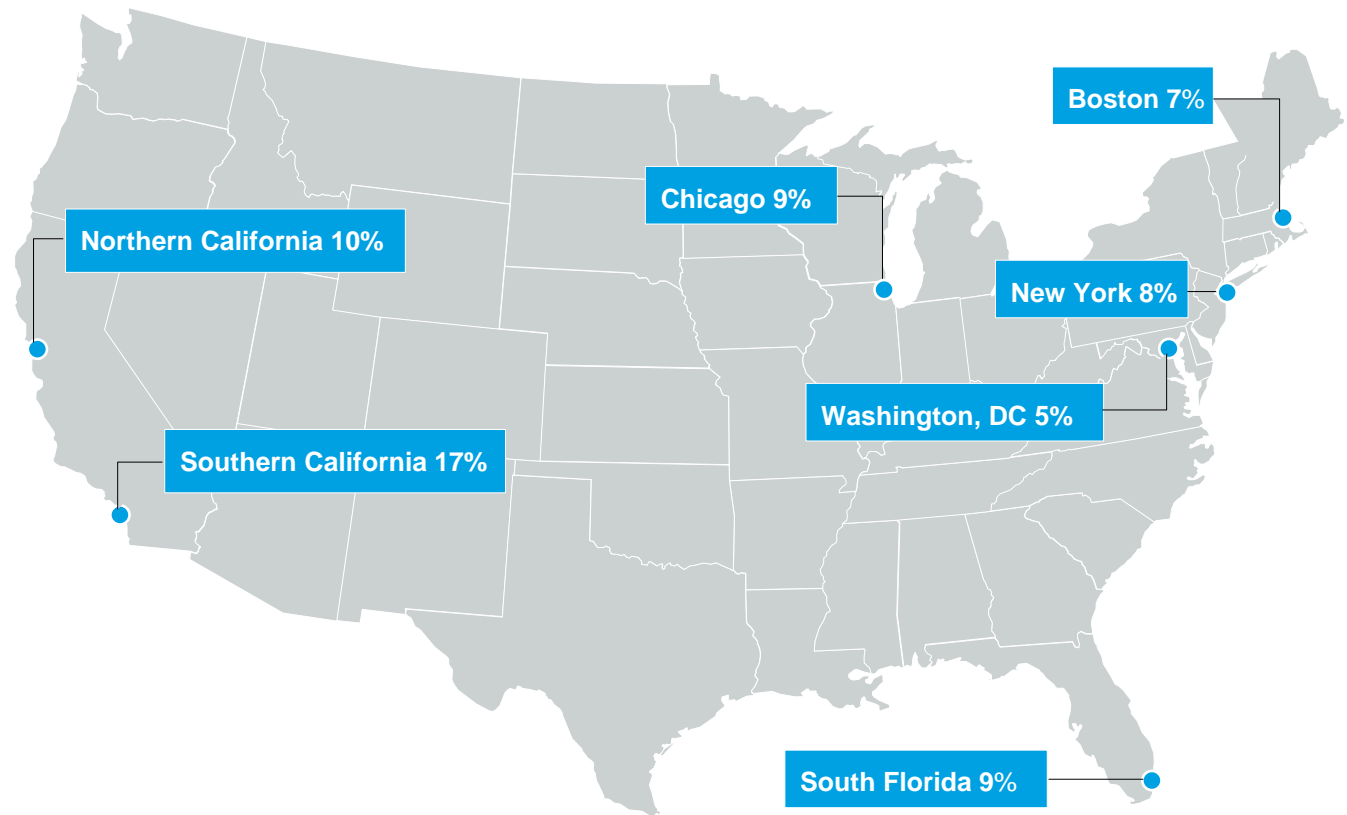 Boston 7%
Chicago 9%
Northern California 10%
New York 8%
Washington, DC 5%
Southern California 17%
South Florida 9%